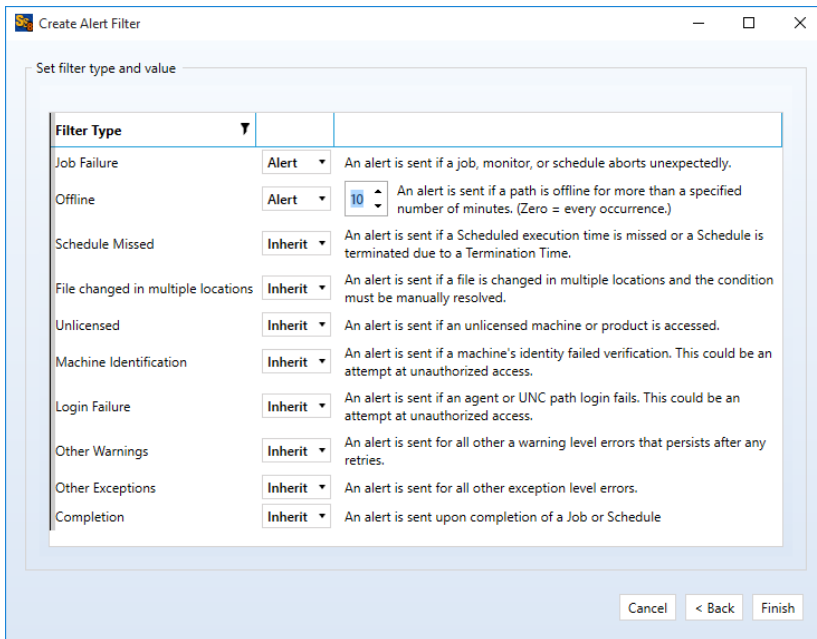 Create Alert Filter
Set filter type and value
Filter Type
Job Failure Alert An alert is sent if a job, monitor, or schedule aborts unexpectedly.
Offline Alert 10 An alert is sent if a path is offline for more than a specified
number of minutes. (Zero = every occurrence.)
Schedule Missed Inherit An alert is sent if a Scheduled execution time is missed or a Schedule is
terminated due to a Termination Time.
File changed in multiple locations Inherit An alert is sent if a file is changed in multiple locations and the condition
must be manually resolved.
Unlicensed Inherit An alert is sent if an unlicensed machine or product is accessed.
Machine Identification Inherit An alert is sent if a machine's identity failed verification. This could be an
attempt at unauthorized access.
Login Failure Inherit An alert is sent if an agent or UNC path login fails. This could be an
attempt at unauthorized access.
Other Warnings Inherit An alert is sent for all other a warning level errors that persists after any
retries.
Other Exceptions Inherit An alert is sent for all other exception level errors.
Completion Inherit An alert is sent upon completion of a Job or Schedule
Cancel < Back Finish